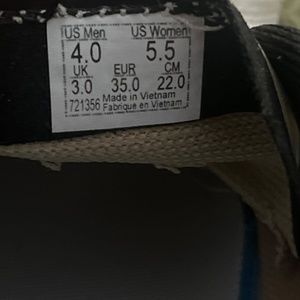 US Men US Women
4.0 5.5
UK EUR CM
3.0 35.0 22.0
721356 Made in Vietnam
Fabriqué en Vietnam